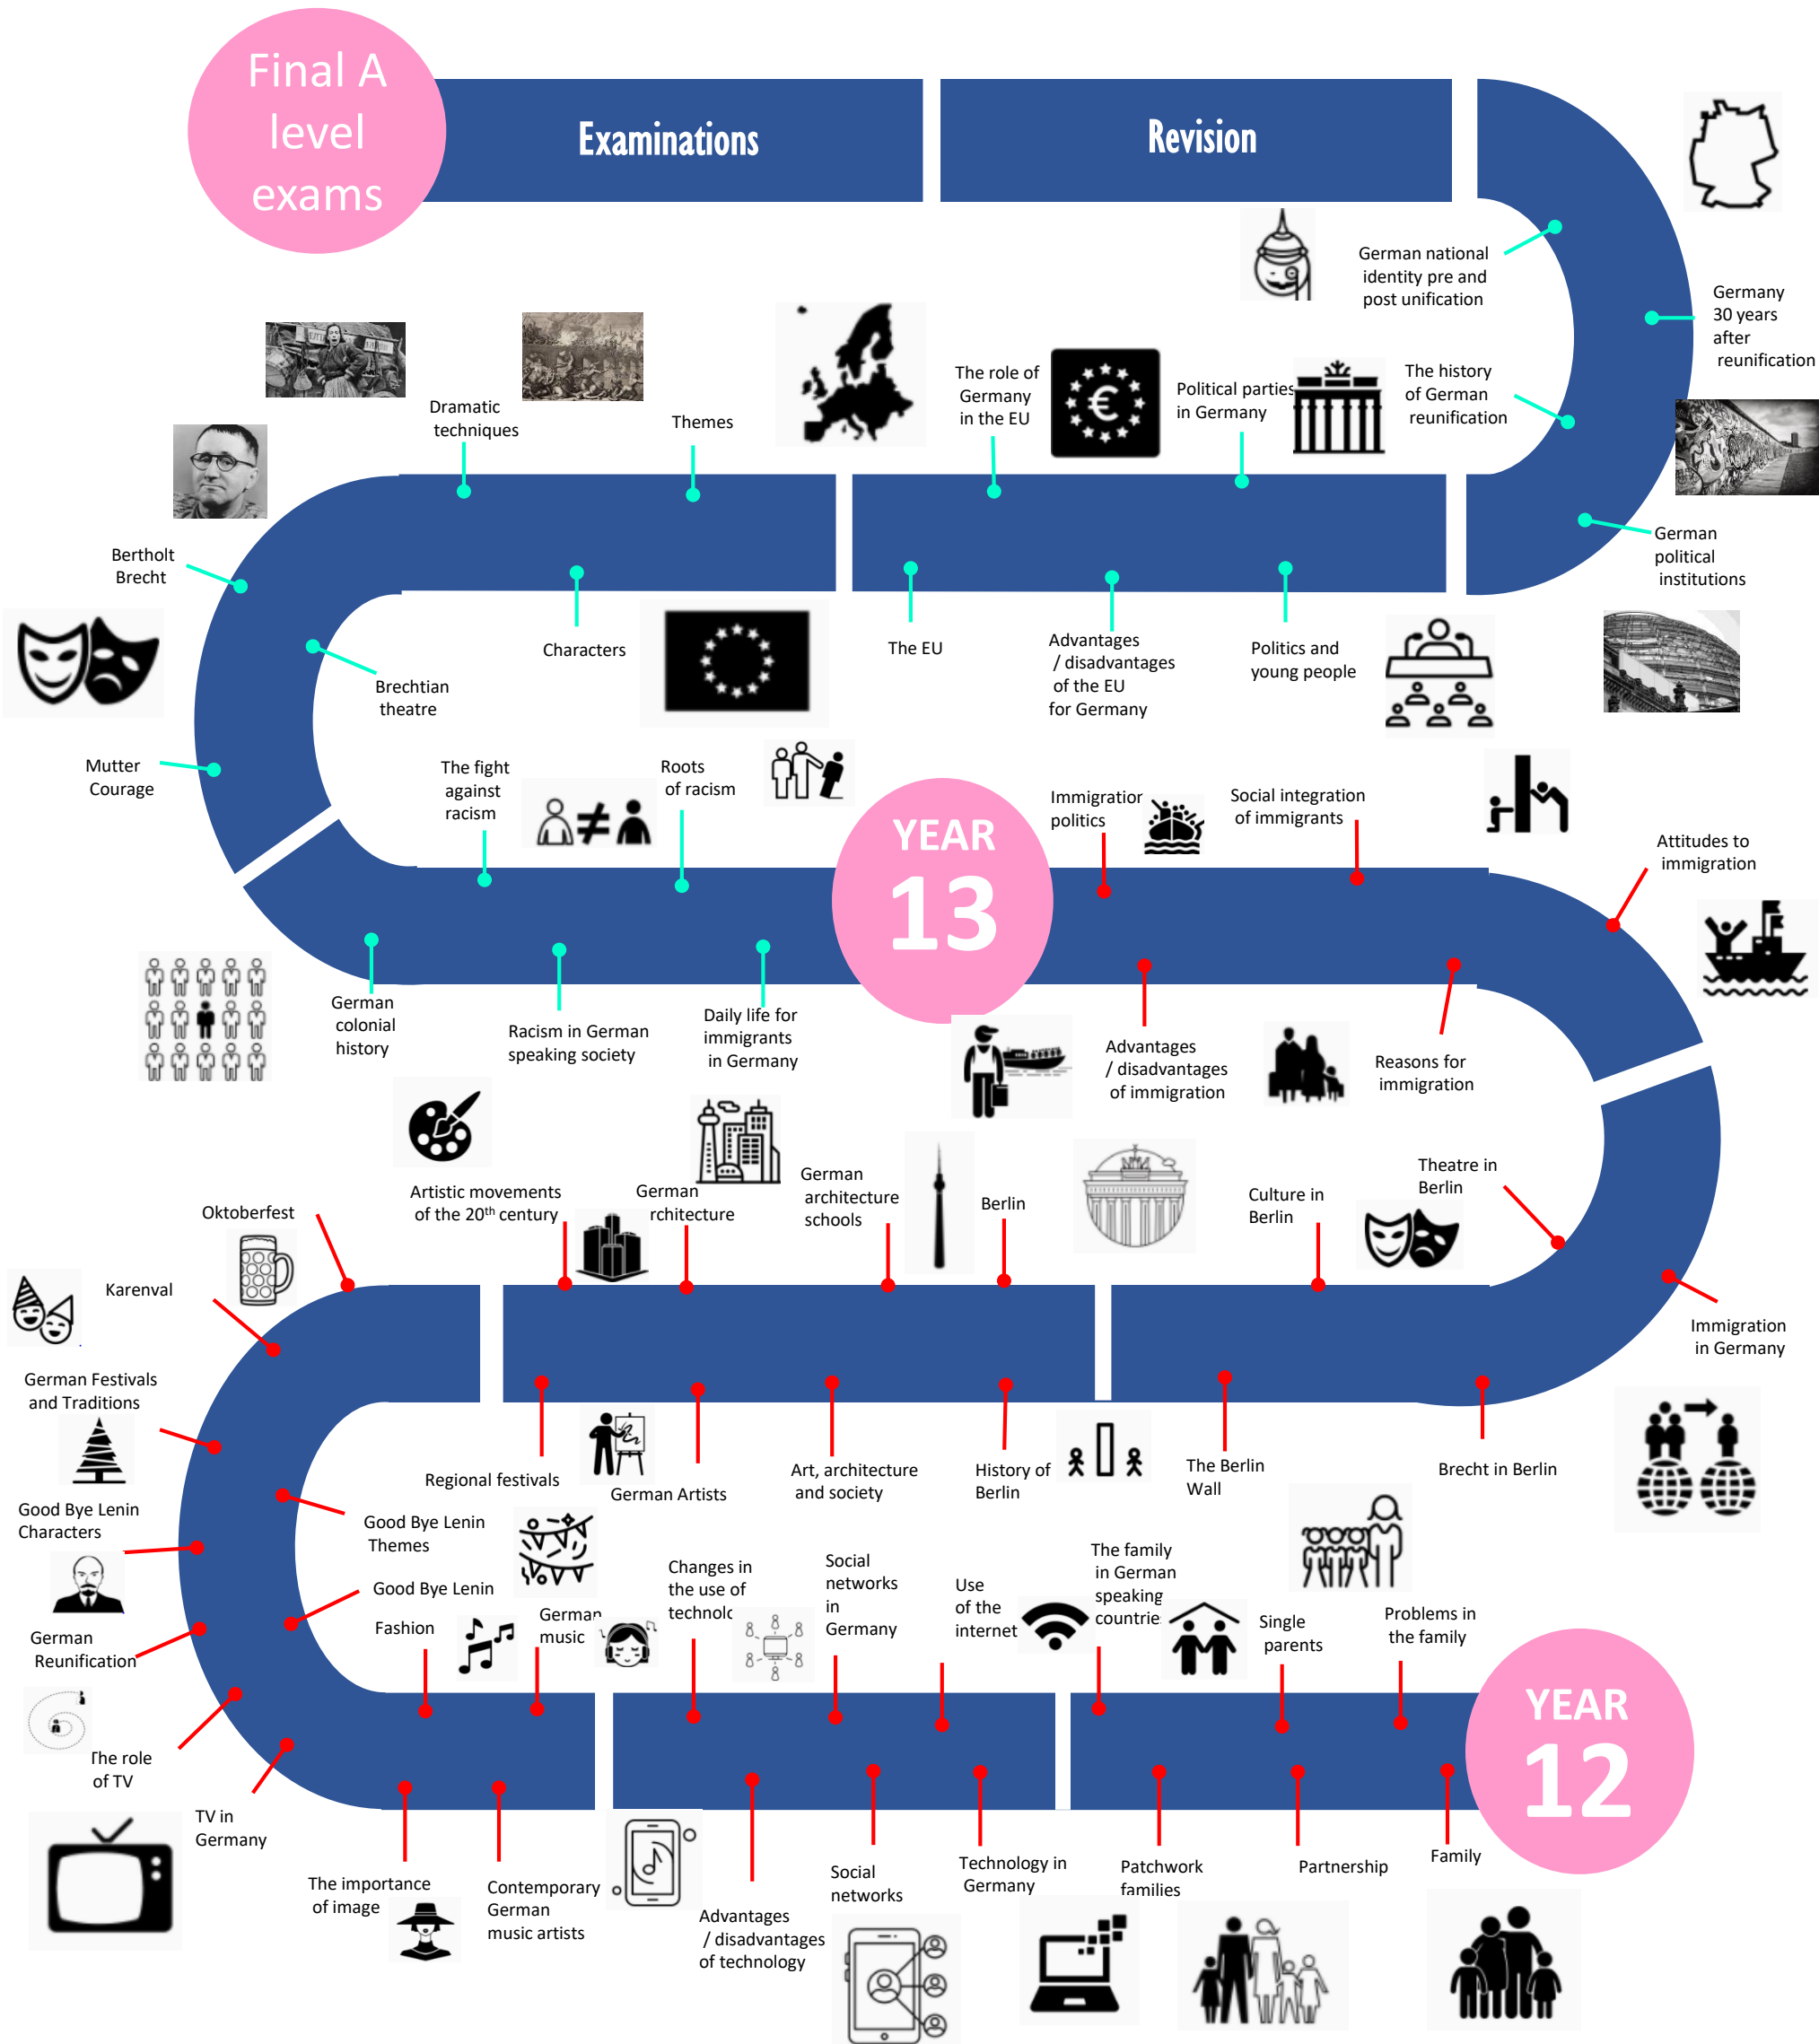 Final A
level
exams
Examinations
Revision
German national
identity pre and
post unification
Germany
30 years
after
reunification
The history
of German
reunification
German
political
institutions
Political parties
in Germany
The role of
Germany
in the EU
Themes
Dramatic
techniques
Bertholt
Brecht
Characters
The EU
Advantages
/ disadvantages
of the EU
for Germany
Politics and
young people
Brechtian
theatre
Mutter
Courage
The fight
against
racism
Roots
of racism
YEAR
13
Immigration
politics
Social integration
of immigrants
Attitudes to
immigration
German
colonial
history
Racism in German
speaking society
Daily life for
immigrants
in Germany
Advantages
/ disadvantages
of immigration
Reasons for
immigration
Oktoberfest
Artistic movements
of the 20th century
German
rchitecture
German
architecture
schools
Berlin
Culture in
Berlin
Theatre in
Berlin
Karenval
Immigration
in Germany
German Festivals
and Traditions
Regional festivals
German Artists
Art, architecture
and society
History of
Berlin
The Berlin
Wall
Brecht in Berlin
Good Bye Lenin
Characters
Good Bye Lenin
Themes
Good Bye Lenin
German
Reunification
Fashion
German
music
Changes in
the use of
technolo
Social
networks
in
Germany
Use
of the
internet
The family
in German
speaking
countrie
Single
parents
Problems in
the family
YEAR
12
The role
of TV
TV in
Germany
The importance
of image
Contemporary
German
music artists
Advantages
/ disadvantages
of technology
Social
networks
Technology in
Germany
Patchwork
families
Partnership
Family